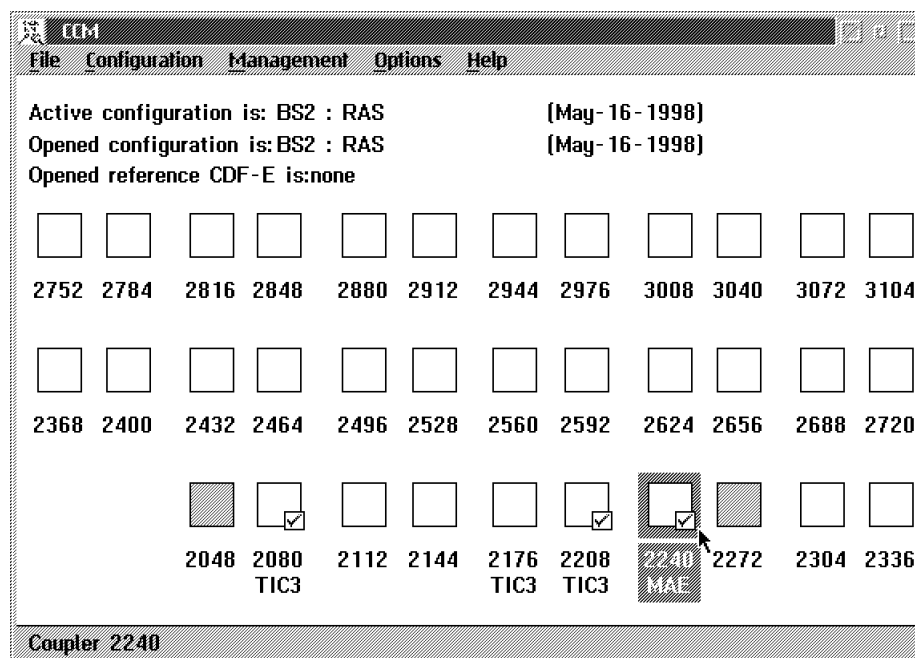 CCM
File Configuration Management Options Help
Active configuration is: BS2 : RAS (May-16-1998)
Opened configuration is: BS2 : RAS (May-16-1998)
Opened reference CDF-E is:none
2752 2784 2816 2848 2880 2912 2944 2976 3008 3040 3072 3104
2368 2400 2432 2464 2496 2528 2560 2592 2624 2656 2688 2720
2048 2080 2112 2144 2176 2208 2240 2272 2304 2336
TIC3 TIC3 TIC3 MAE
Coupler 2240